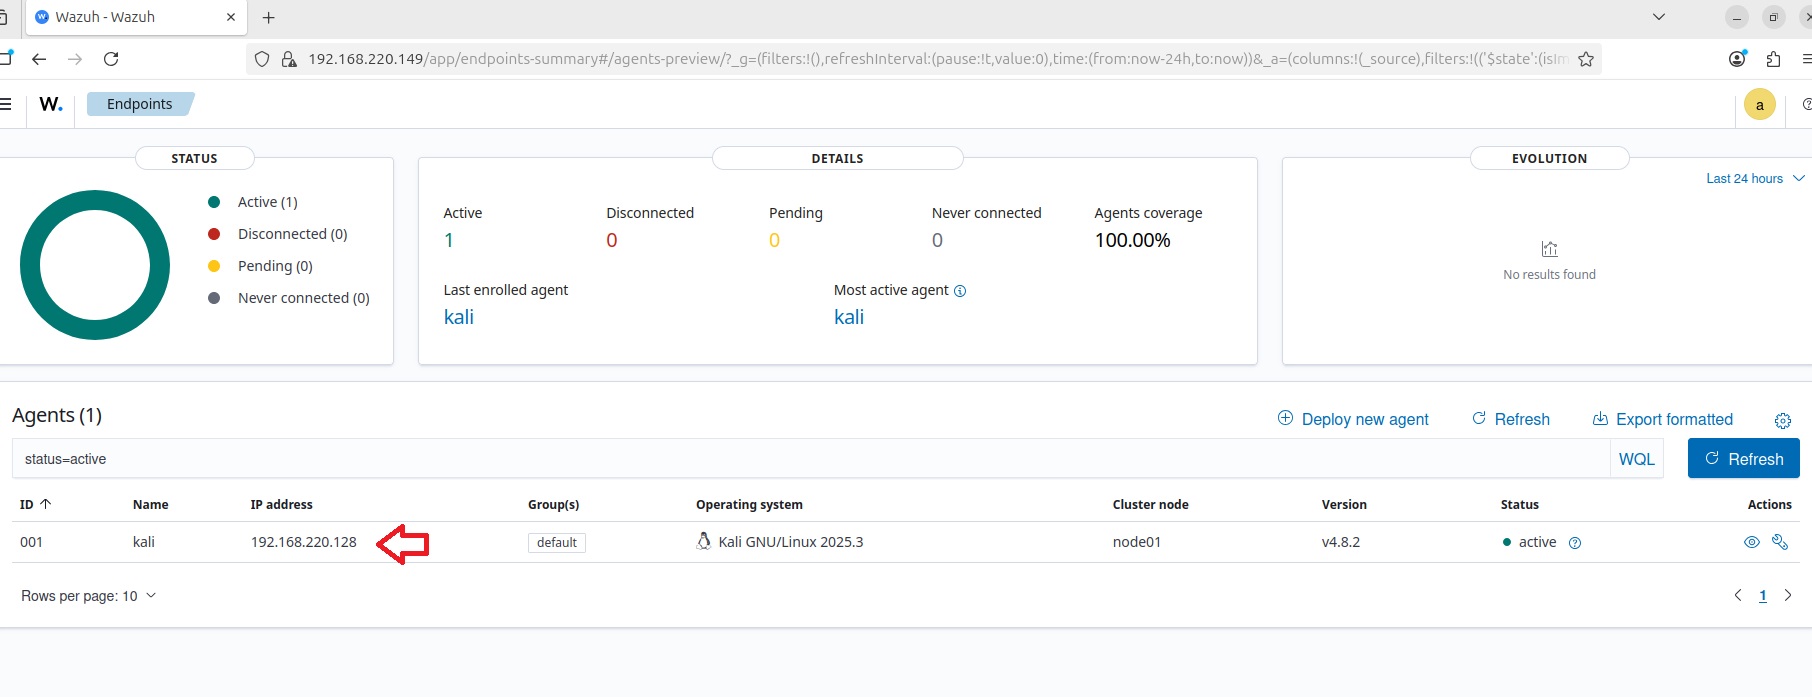 Wazuh - Wazuh
192.168.220.149/app/endpoints-summary#/agents-preview/?_g=(filters:!(),refreshInterval:(pause:!t,value:0),time:(from:now-24h,to:now))&_a=(columns:!(_source),filters:!(('$state':(isIm
W. Endpoints a
STATUS DETAILS EVOLUTION
Last 24 hours
Active (1)
Disconnected (0)
Pending (0)
Never connected (0)
Active Disconnected Pending Never connected Agents coverage
1 0 0 0 100.00%
Last enrolled agent Most active agent
kali kali
No results found
Agents (1) Deploy new agent Refresh Export formatted
status=active WQL Refresh
ID Name IP address Group(s) Operating system Cluster node Version Status Actions
001 kali 192.168.220.128 default Kali GNU/Linux 2025.3 node01 v4.8.2 active
Rows per page: 10 1